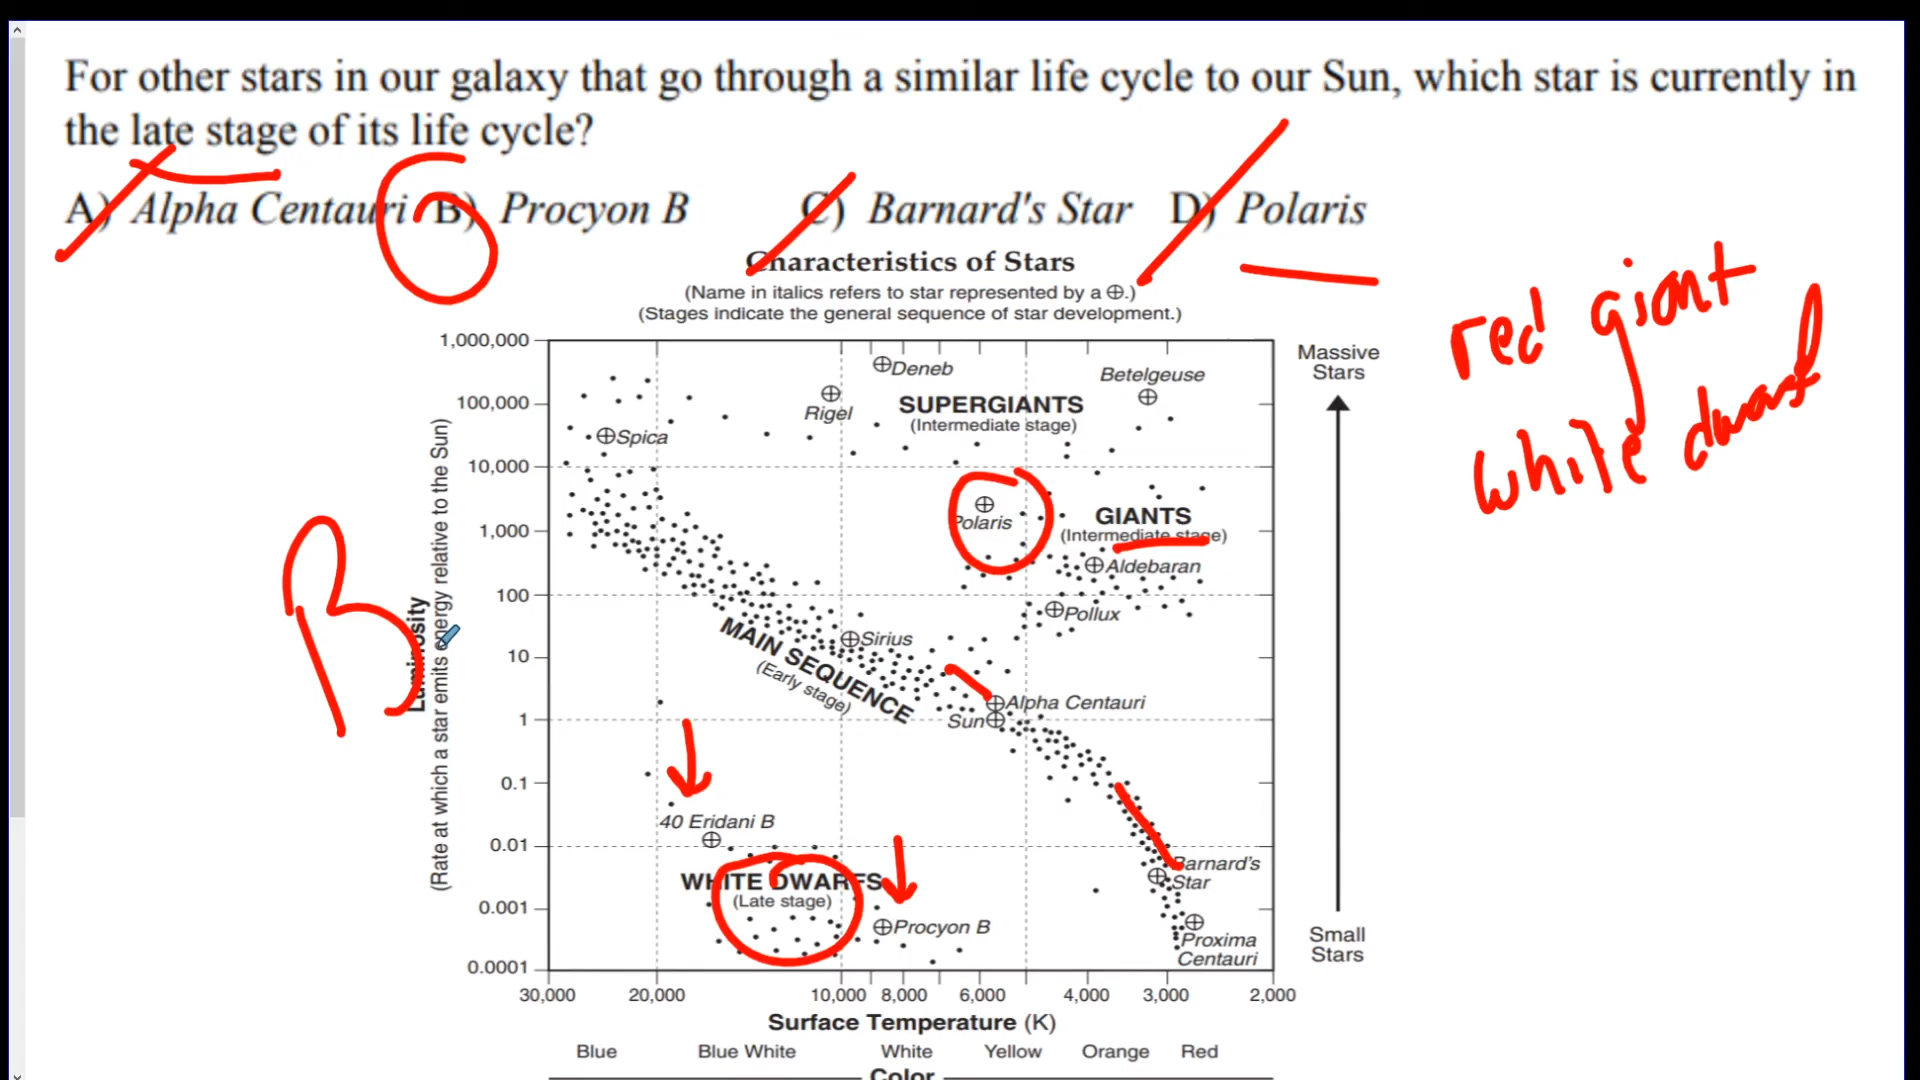 For other stars in our galaxy that go through a similar life cycle to our Sun, which star is currently in
the late stage of its life cycle?
A) Alpha Centauri B) Procyon B C) Barnard's Star D) Polaris
Characteristics of Stars
(Name in italics refers to star represented by a ⊕.)
(Stages indicate the general sequence of star development.)
red giant
white dwarf
B
Luminosity
(Rate at which a star emits energy relative to the Sun)
1,000,000
100,000
10,000
1,000
100
10
1
0.1
0.01
0.001
0.0001
Deneb
Betelgeuse
Rigel
SUPERGIANTS
(Intermediate stage)
Spica
Polaris
GIANTS
(Intermediate stage)
Aldebaran
Pollux
Sirius
MAIN SEQUENCE
(Early stage)
Alpha Centauri
Sun
40 Eridani B
WHITE DWARFS
(Late stage)
Procyon B
Barnard's
Star
Proxima
Centauri
Massive
Stars
Small
Stars
30,000 20,000 10,000 8,000 6,000 4,000 3,000 2,000
Surface Temperature (K)
Blue Blue White White Yellow Orange Red
Color